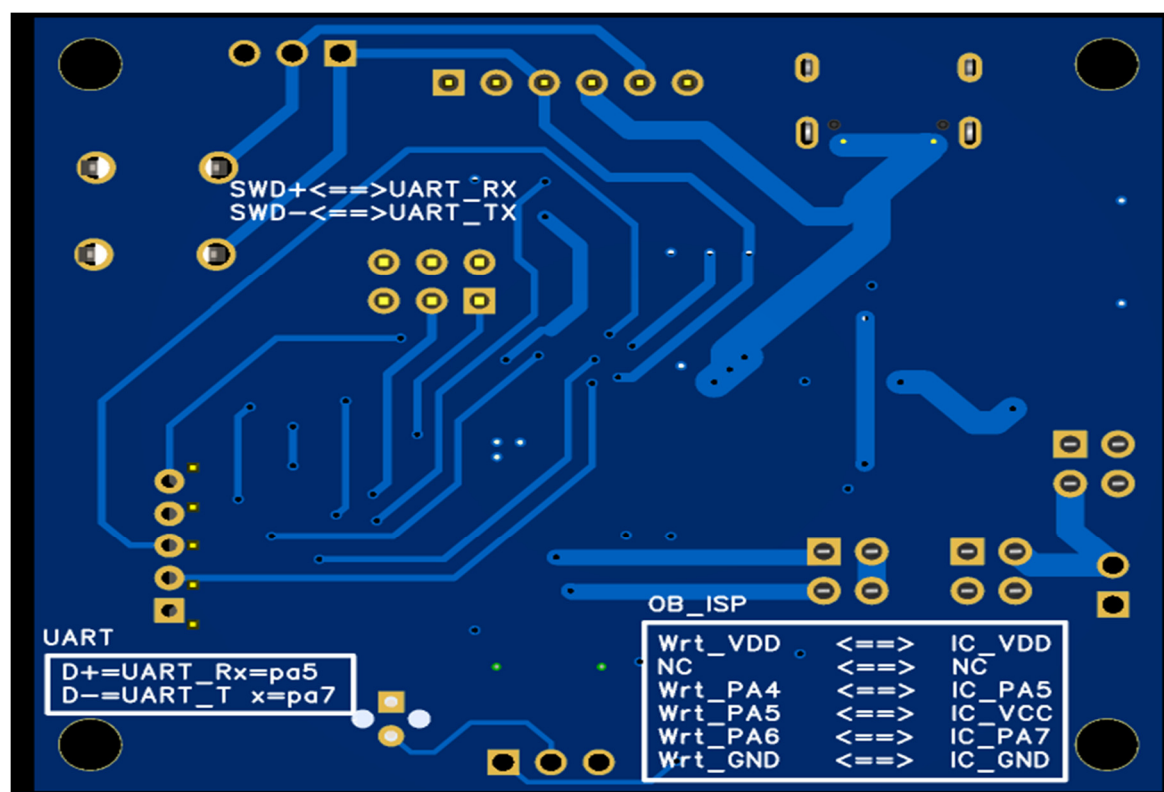 SWD+<==>UART_RX
SWD-<==>UART_TX
OB_ISP
Wrt_VDD <==> IC_VDD
NC <==> NC
Wrt_PA4 <==> IC_PA5
Wrt_PA5 <==> IC_VCC
Wrt_PA6 <==> IC_PA7
Wrt_GND <==> IC_GND
UART
D+=UART_Rx=pa5
D-=UART_T x=pa7